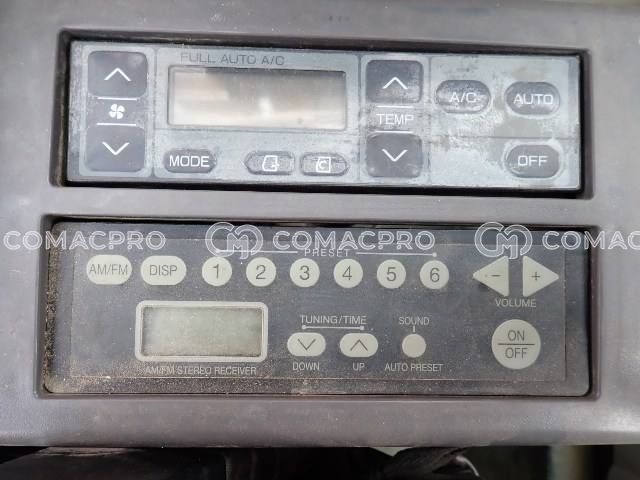 FULL AUTO A/C
TEMP
A/C
AUTO
MODE
OFF
COMACPRO COMACPRO COMACPRO
PRESET
AM/FM DISP 1 2 3 4 5 6 - +
VOLUME
TUNING/TIME SOUND
ON
OFF
DOWN UP AUTO PRESET
AM/FM STEREO RECEIVER